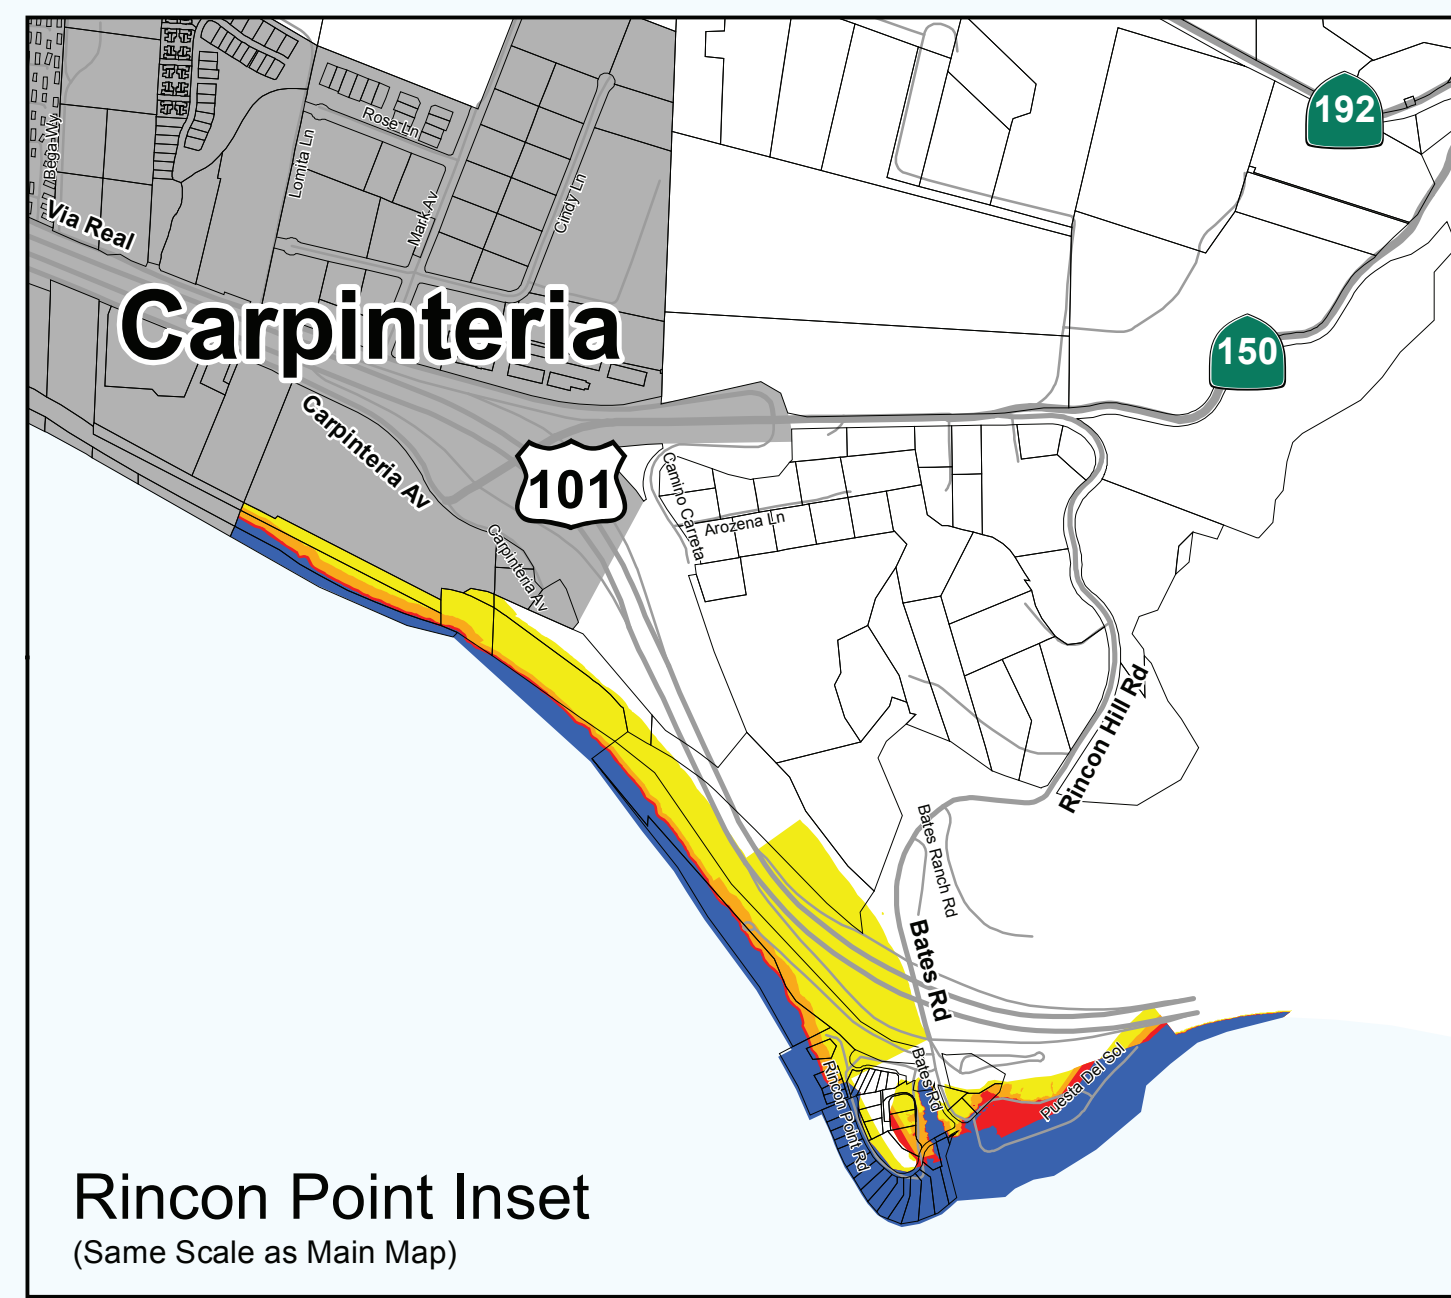 192
Rose Ln
Bega Wy
Lomita Ln
Mark Av
Cindy Ln
Via Real
Carpinteria
150
Carpinteria Av
101
Camino Carreta
Arozena Ln
Carpinteria Av
Rincon Hill Rd
Bates Ranch Rd
Bates Rd
Bates Rd
Puesta Del Sol
Rincon Point Rd
Rincon Point Inset
(Same Scale as Main Map)